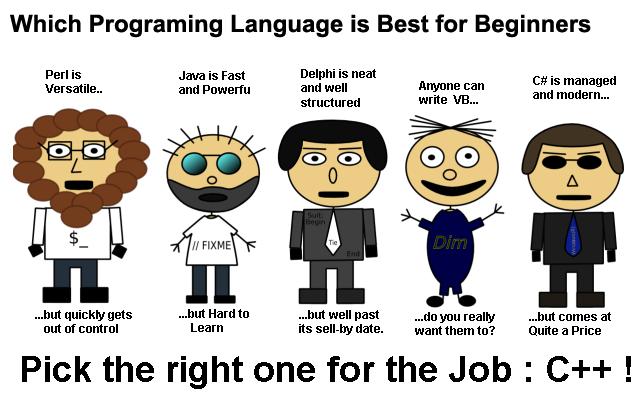 Which Programing Language is Best for Beginners
Perl is
Versatile..
Java is Fast
and Powerfu
Delphi is neat
and well
structured
Anyone can
write VB...
C# is managed
and modern...
$_
// FIXME
Suit:
Begin
Tie
End
Dim
...but quickly gets
out of control
...but Hard to
Learn
...but well past
its sell-by date.
...do you really
want them to?
...but comes at
Quite a Price
Pick the right one for the Job : C++ !